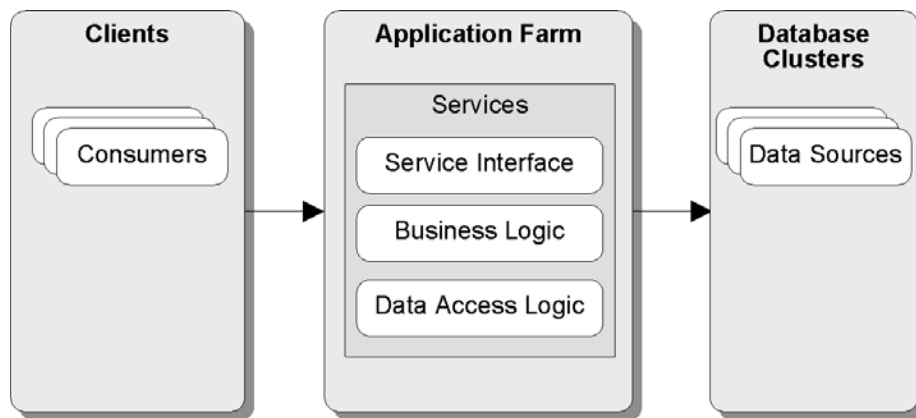 Clients
Consumers
Application Farm
Services
Service Interface
Business Logic
Data Access Logic
Database
Clusters
Data Sources